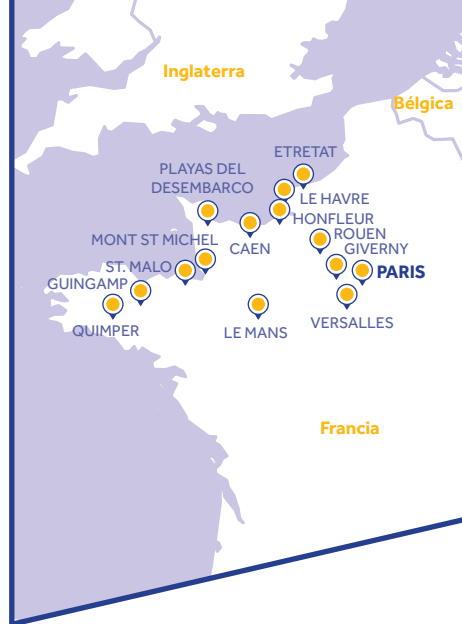 Inglaterra
Bélgica
ETRETAT
PLAYAS DEL
DESEMBARCO
LE HAVRE
HONFLEUR
ROUEN
MONT ST MICHEL
CAEN
GIVERNY
ST. MALO
PARIS
GUINGAMP
VERSALLES
QUIMPER
LE MANS
Francia